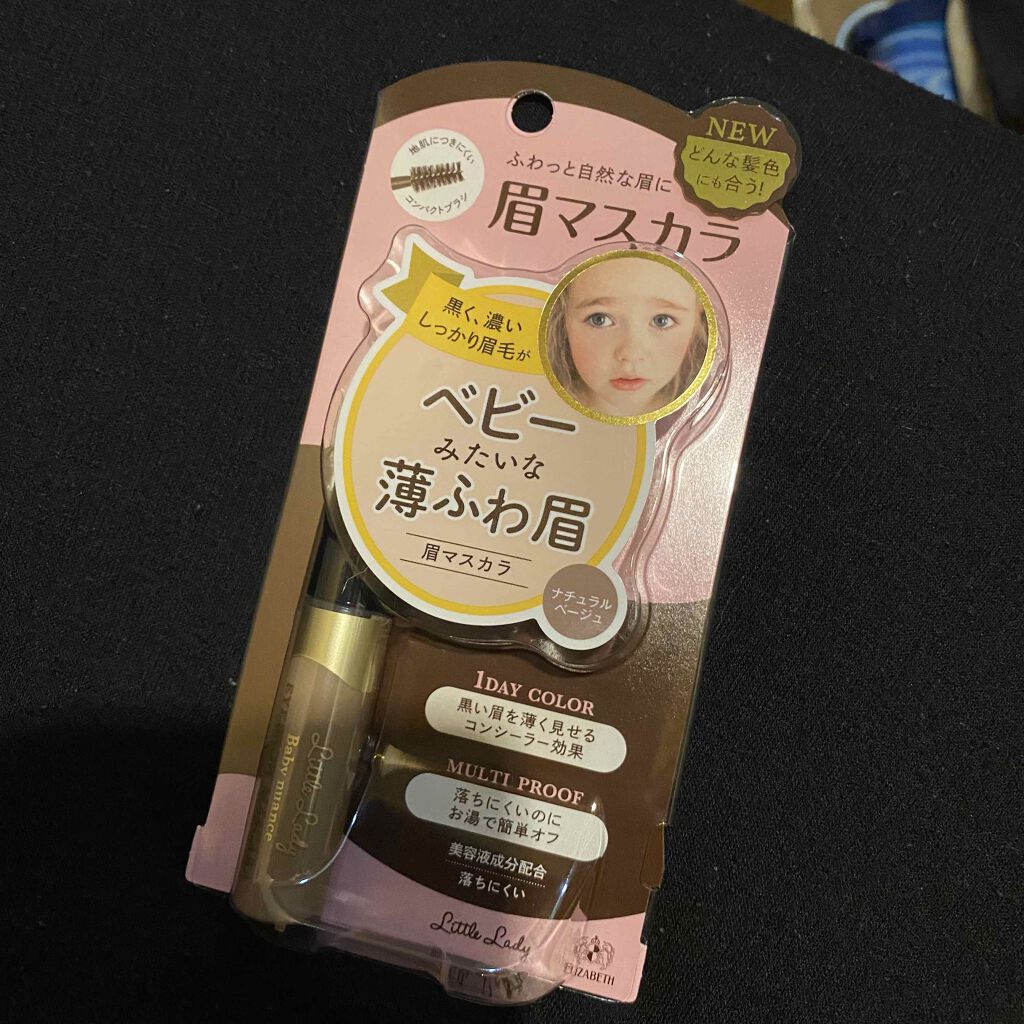 地肌につきにくい
コンパクトブラシ
NEW
どんな髪色
にも合う!
ふわっと自然な眉に
眉マスカラ
黒く、濃い
しっかり眉毛が
ベビー
みたいな
薄ふわ眉
眉マスカラ
ナチュラル
ベージュ
1DAY COLOR
黒い眉を薄く見せる
コンシーラー効果
MULTI PROOF
落ちにくいのに
お湯で簡単オフ
美容液成分配合
落ちにくい
Little Lady
Baby nuance
Little Lady
ELIZABETH